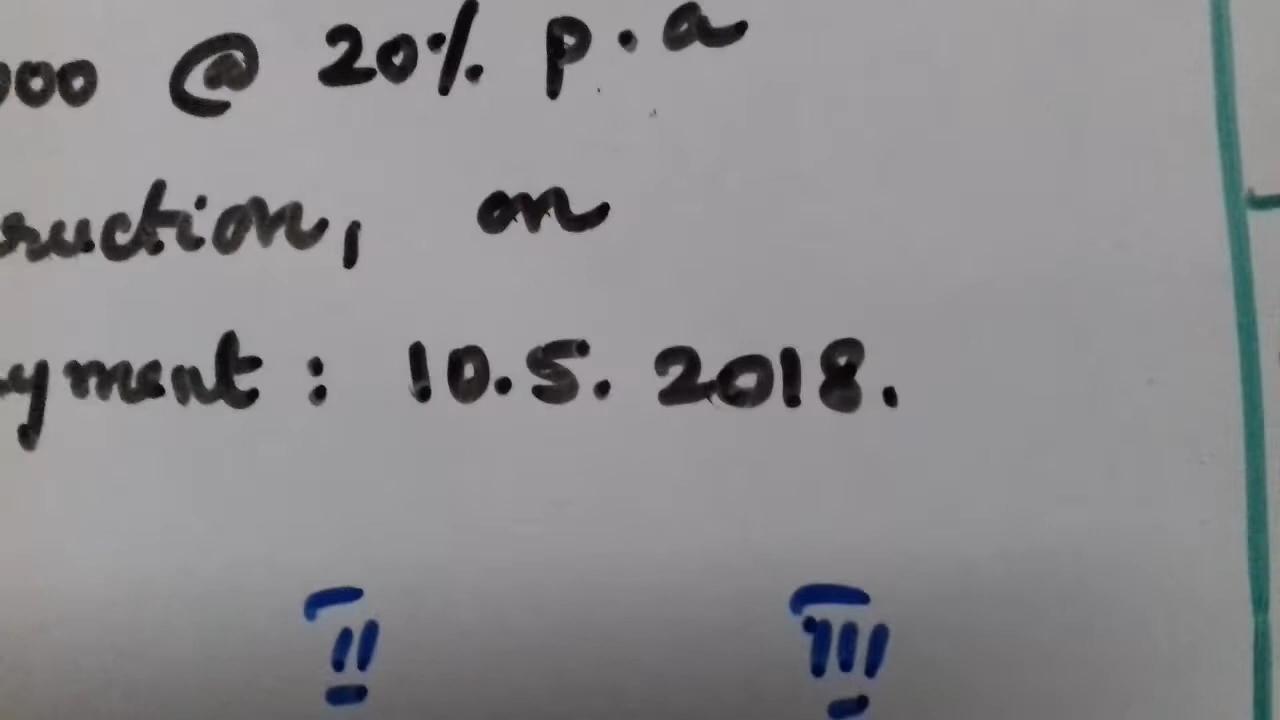 000 @ 20% p.a
ruction, on
yment : 10.5.2018.
II III